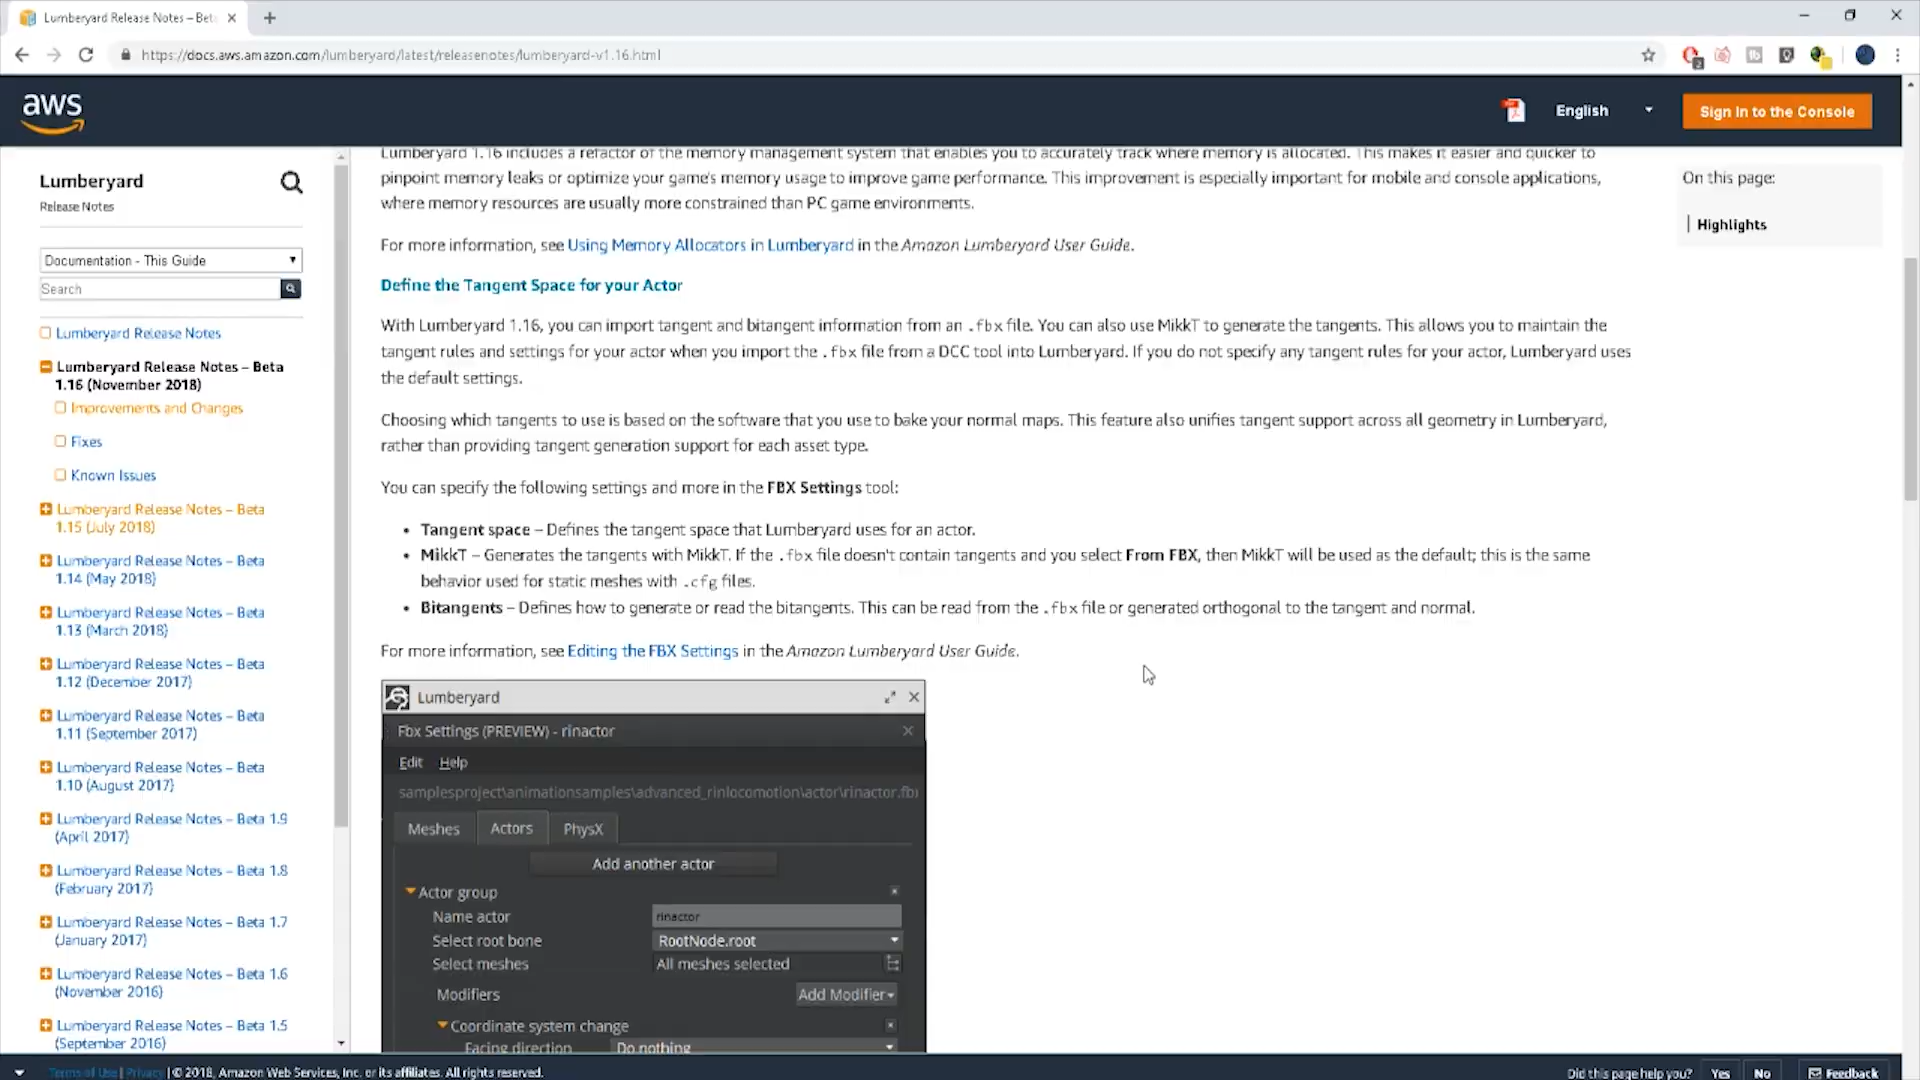 Lumberyard Release Notes – Bet
https://docs.aws.amazon.com/lumberyard/latest/releasenotes/lumberyard-v1.16.html
2
aws
English
Sign In to the Console
Lumberyard
Release Notes
Documentation - This Guide
Search
Lumberyard Release Notes
Lumberyard Release Notes – Beta
1.16 (November 2018)
Improvements and Changes
Fixes
Known Issues
Lumberyard Release Notes – Beta
1.15 (July 2018)
Lumberyard Release Notes – Beta
1.14 (May 2018)
Lumberyard Release Notes – Beta
1.13 (March 2018)
Lumberyard Release Notes – Beta
1.12 (December 2017)
Lumberyard Release Notes – Beta
1.11 (September 2017)
Lumberyard Release Notes – Beta
1.10 (August 2017)
Lumberyard Release Notes – Beta 1.9
(April 2017)
Lumberyard Release Notes – Beta 1.8
(February 2017)
Lumberyard Release Notes – Beta 1.7
(January 2017)
Lumberyard Release Notes – Beta 1.6
(November 2016)
Lumberyard Release Notes – Beta 1.5
(September 2016)
Lumberyard 1.16 includes a refactor of the memory management system that enables you to accurately track where memory is allocated. This makes it easier and quicker to
pinpoint memory leaks or optimize your game's memory usage to improve game performance. This improvement is especially important for mobile and console applications,
where memory resources are usually more constrained than PC game environments.
For more information, see Using Memory Allocators in Lumberyard in the Amazon Lumberyard User Guide.
Define the Tangent Space for your Actor
With Lumberyard 1.16, you can import tangent and bitangent information from an .fbx file. You can also use MikkT to generate the tangents. This allows you to maintain the
tangent rules and settings for your actor when you import the .fbx file from a DCC tool into Lumberyard. If you do not specify any tangent rules for your actor, Lumberyard uses
the default settings.
Choosing which tangents to use is based on the software that you use to bake your normal maps. This feature also unifies tangent support across all geometry in Lumberyard,
rather than providing tangent generation support for each asset type.
You can specify the following settings and more in the FBX Settings tool:
• Tangent space – Defines the tangent space that Lumberyard uses for an actor.
• MikkT – Generates the tangents with MikkT. If the .fbx file doesn't contain tangents and you select From FBX, then MikkT will be used as the default; this is the same
behavior used for static meshes with .cfg files.
• Bitangents – Defines how to generate or read the bitangents. This can be read from the .fbx file or generated orthogonal to the tangent and normal.
For more information, see Editing the FBX Settings in the Amazon Lumberyard User Guide.
Lumberyard
Fbx Settings (PREVIEW) - rinactor
Edit Help
samplesproject\animationsamples\advanced_rinlocomotion\actor\rinactor.fb
Meshes Actors PhysX
Add another actor
Actor group
Name actor rinactor
Select root bone RootNode.root
Select meshes All meshes selected
Modifiers Add Modifier
Coordinate system change
Facing direction Do nothing
On this page:
Highlights
Terms of Use | Privacy | © 2018, Amazon Web Services, Inc. or its affiliates. All rights reserved.
Did this page help you? Yes No Feedback